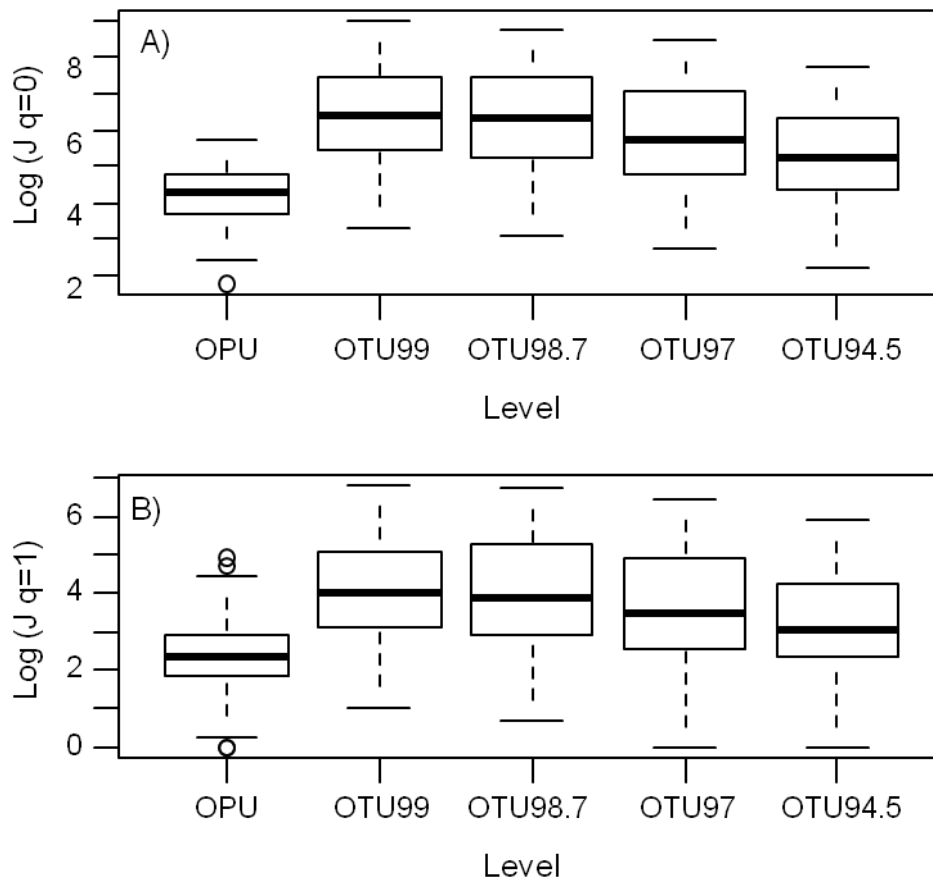 A)
Log (J q=0)
8
6
4
2
OPU OTU99 OTU98.7 OTU97 OTU94.5
Level
B)
Log (J q=1)
6
4
2
0
OPU OTU99 OTU98.7 OTU97 OTU94.5
Level